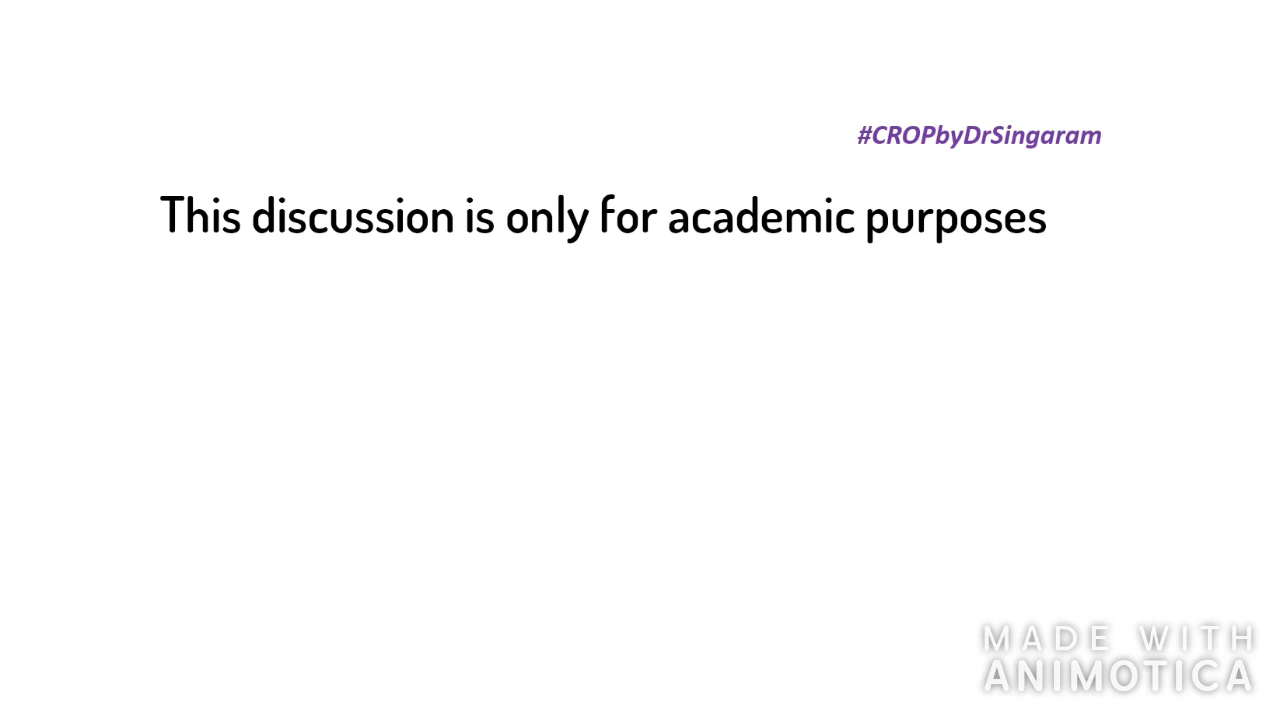 #CROPbyDrSingaram
This discussion is only for academic purposes
MADE WITH
ANIMOTICA